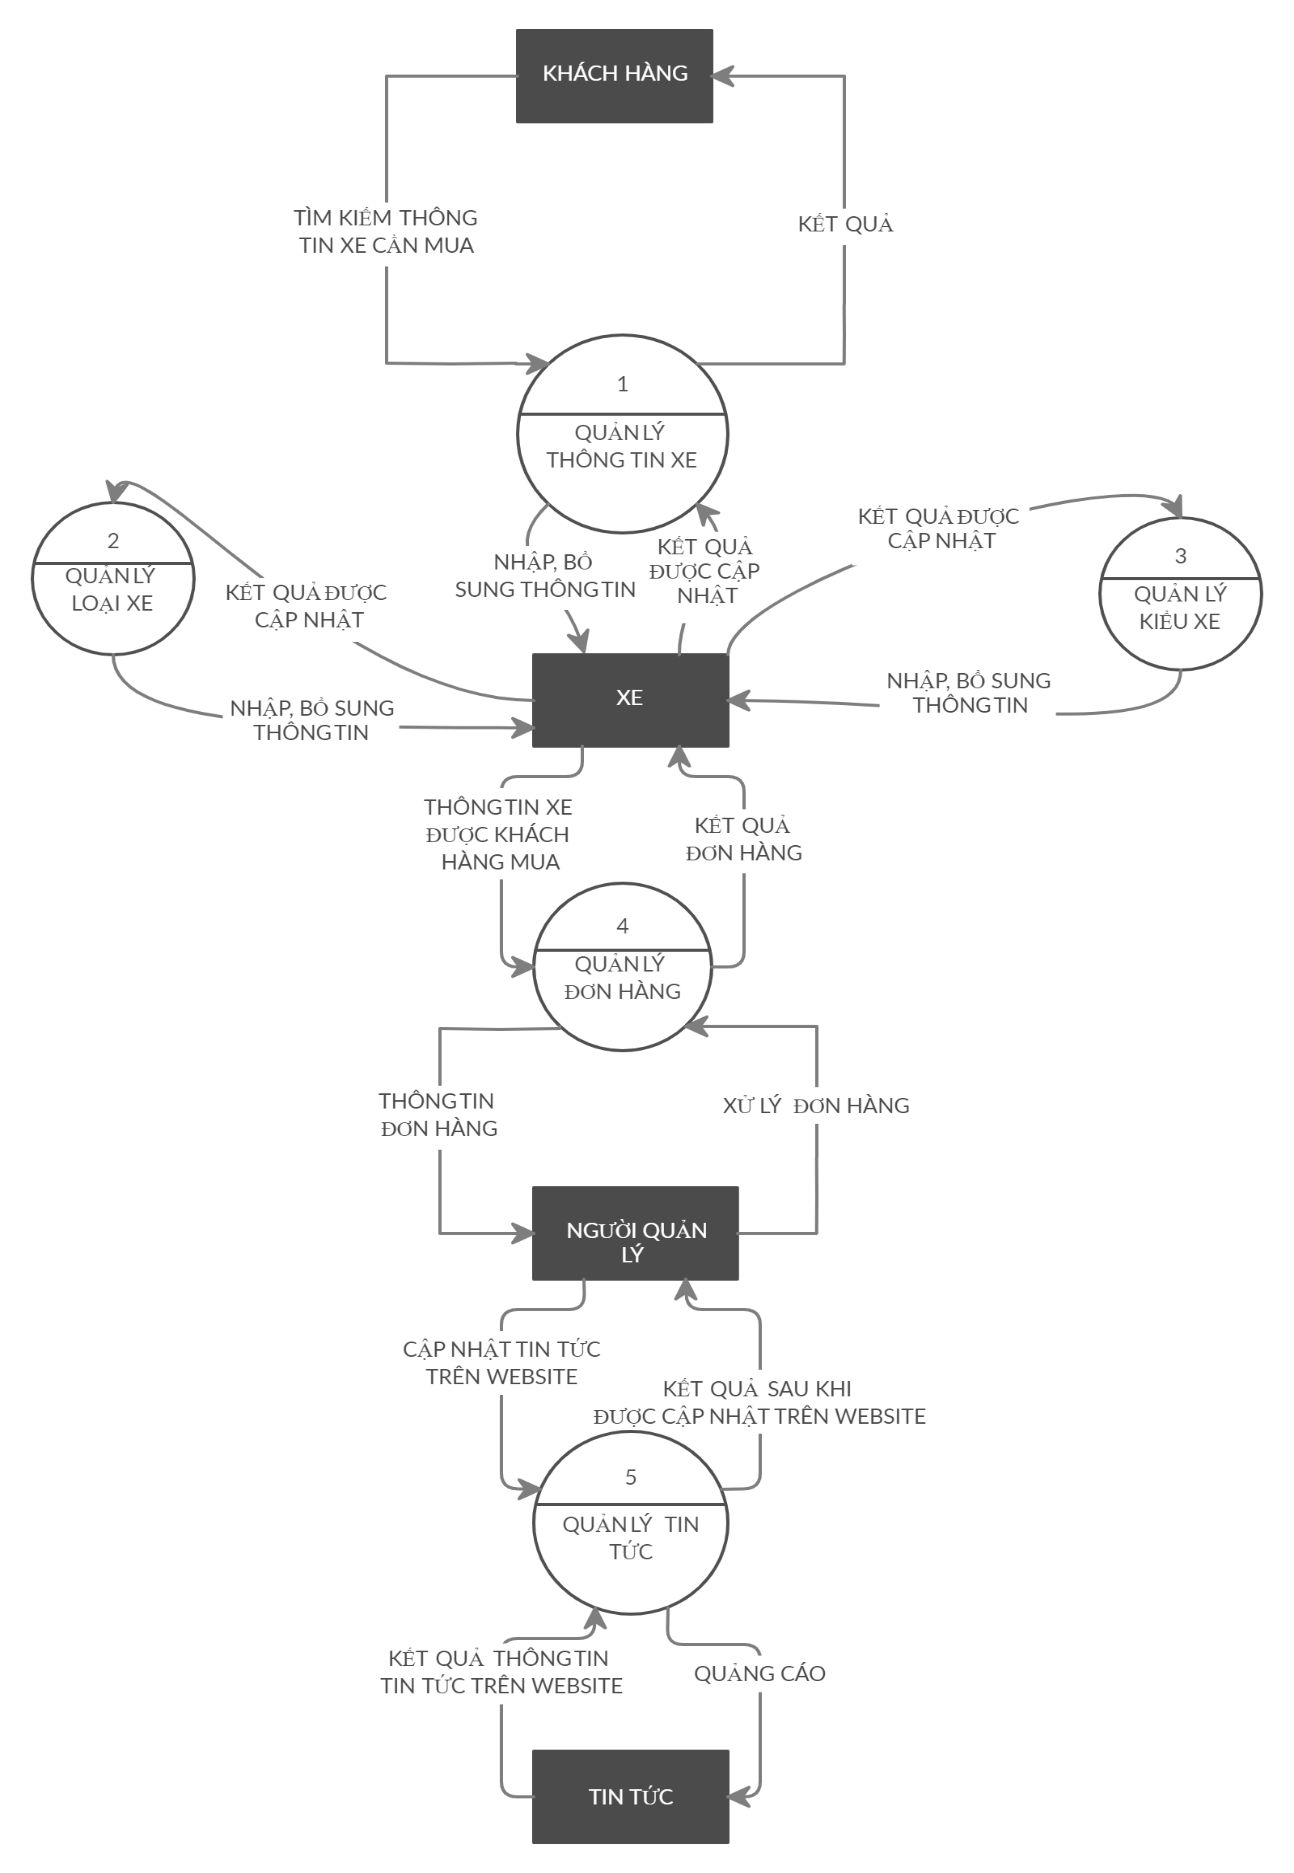 KHÁCH HÀNG
TÌM KIẾM THÔNG
TIN XE CẦN MUA
KẾT QUẢ
1
QUẢN LÝ
THÔNG TIN XE
2
QUẢN LÝ
LOẠI XE
KẾT QUẢ ĐƯỢC
CẬP NHẬT
NHẬP, BỔ
SUNG THÔNG TIN
KẾT QUẢ
ĐƯỢC CẬP
NHẬT
KẾT QUẢ ĐƯỢC
CẬP NHẬT
3
QUẢN LÝ
KIỂU XE
NHẬP, BỔ SUNG
THÔNG TIN
XE
NHẬP, BỔ SUNG
THÔNG TIN
THÔNG TIN XE
ĐƯỢC KHÁCH
HÀNG MUA
KẾT QUẢ
ĐƠN HÀNG
4
QUẢN LÝ
ĐƠN HÀNG
THÔNG TIN
ĐƠN HÀNG
XỬ LÝ ĐƠN HÀNG
NGƯỜI QUẢN
LÝ
CẬP NHẬT TIN TỨC
TRÊN WEBSITE
KẾT QUẢ SAU KHI
ĐƯỢC CẬP NHẬT TRÊN WEBSITE
5
QUẢN LÝ TIN
TỨC
KẾT QUẢ THÔNG TIN
TIN TỨC TRÊN WEBSITE
QUẢNG CÁO
TIN TỨC